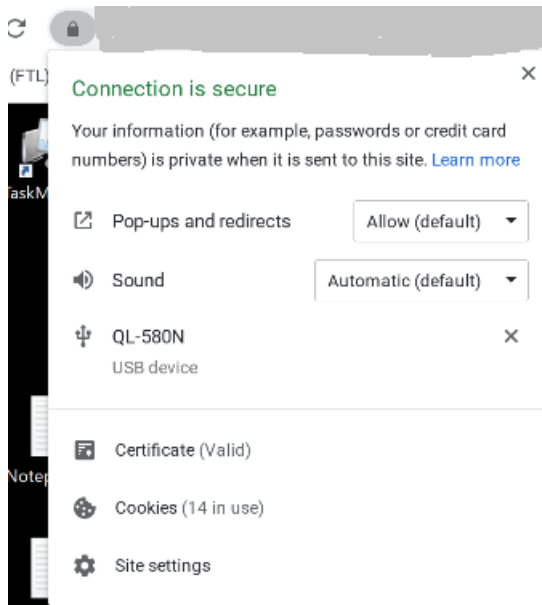 (FTL)
Connection is secure
Your information (for example, passwords or credit card
numbers) is private when it is sent to this site. Learn more
Pop-ups and redirects Allow (default)
Sound Automatic (default)
QL-580N
USB device
Certificate (Valid)
Cookies (14 in use)
Site settings